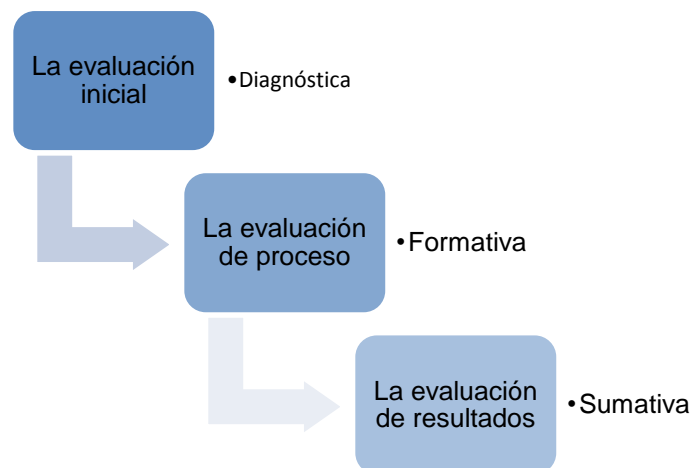 La evaluación
inicial
•Diagnóstica
La evaluación
de proceso
•Formativa
La evaluación
de resultados
•Sumativa